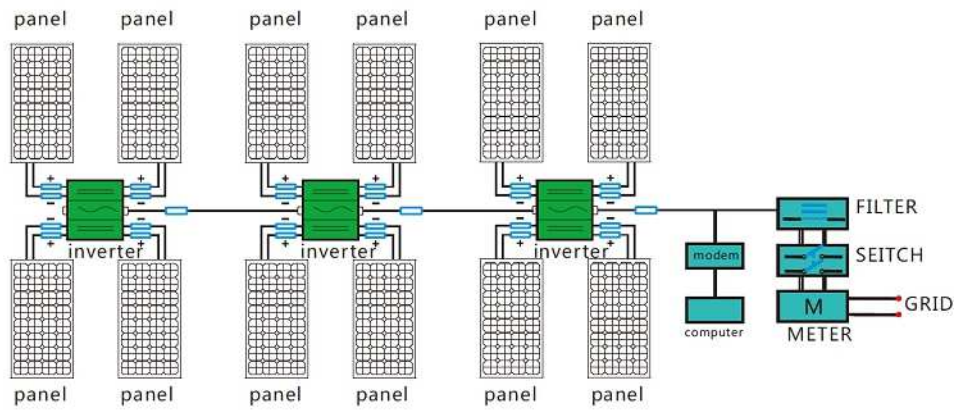 panel panel panel panel panel panel
+ + + + + +
- - - - - -
- - - - - -
+ + + + + +
inverter inverter inverter
FILTER
modem
SEITCH
M
GRID
computer
METER
panel panel panel panel panel panel